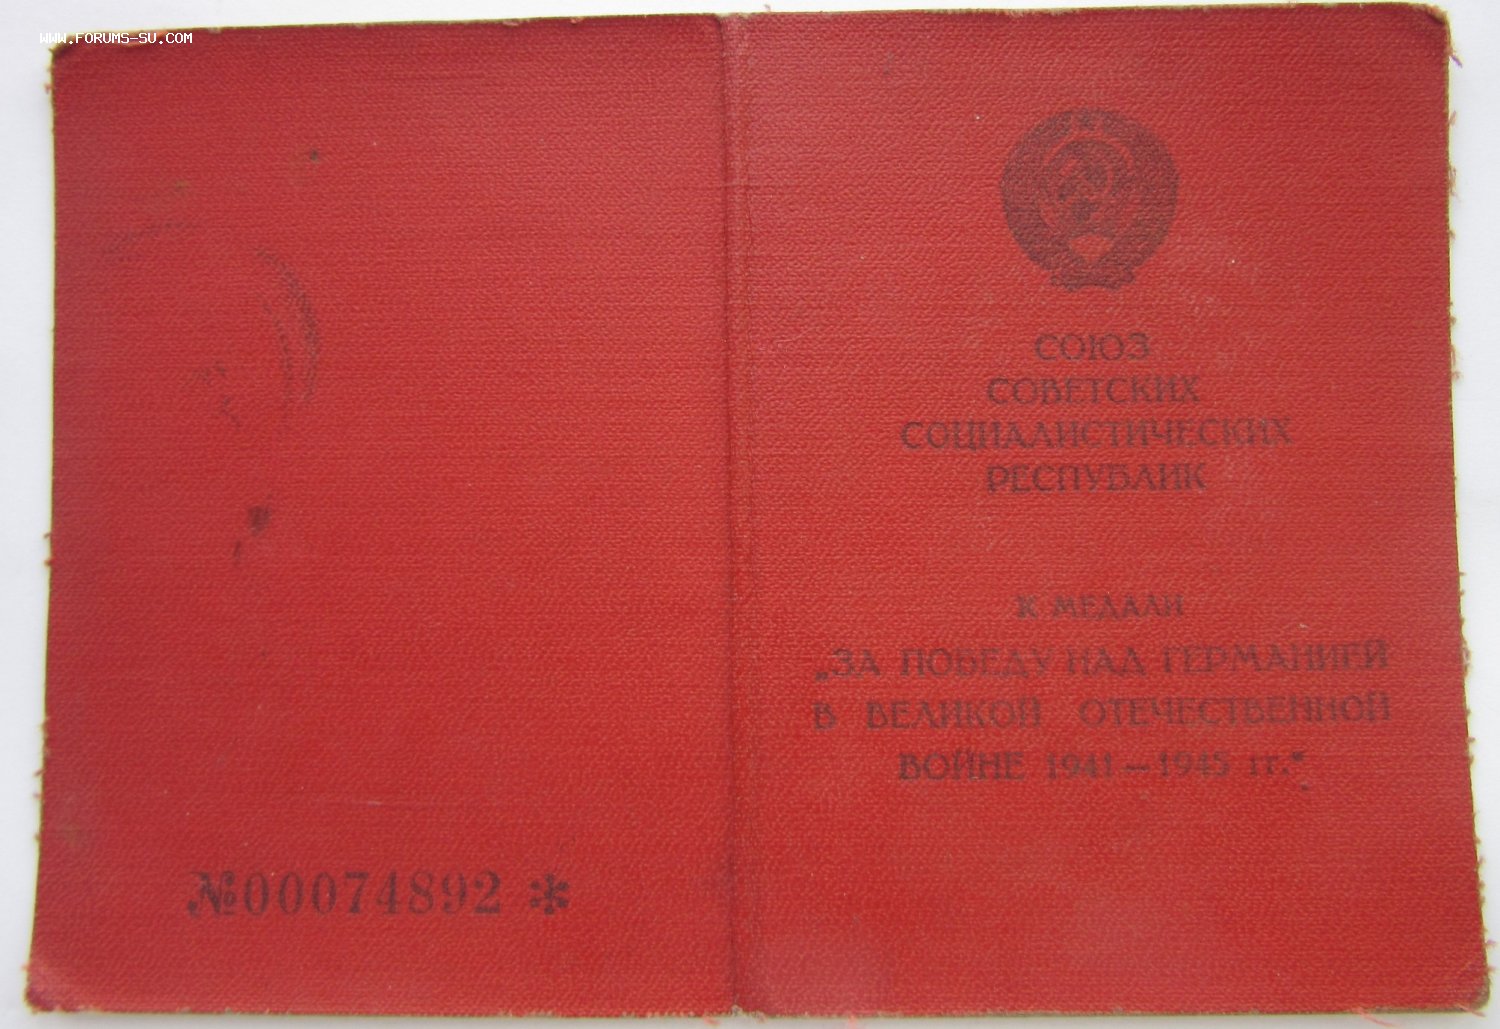 WWW.FORUMS-SU.COM
СОЮЗ
СОВЕТСКИХ
СОЦИАЛИСТИЧЕСКИХ
РЕСПУБЛИК
К МЕДАЛИ
„ЗА ПОБЕДУ НАД ГЕРМАНИЕЙ
В ВЕЛИКОЙ ОТЕЧЕСТВЕННОЙ
ВОЙНЕ 1941—1945 гг.“
№00074892 *